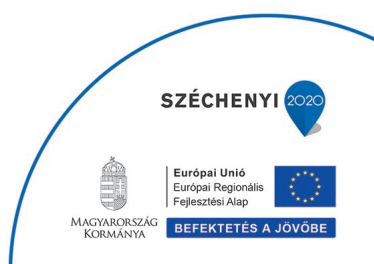 SZÉCHENYI 2020
Európai Unió
Európai Regionális
Fejlesztési Alap
MAGYARORSZÁG
KORMÁNYA
BEFEKTETÉS A JÖVŐBE